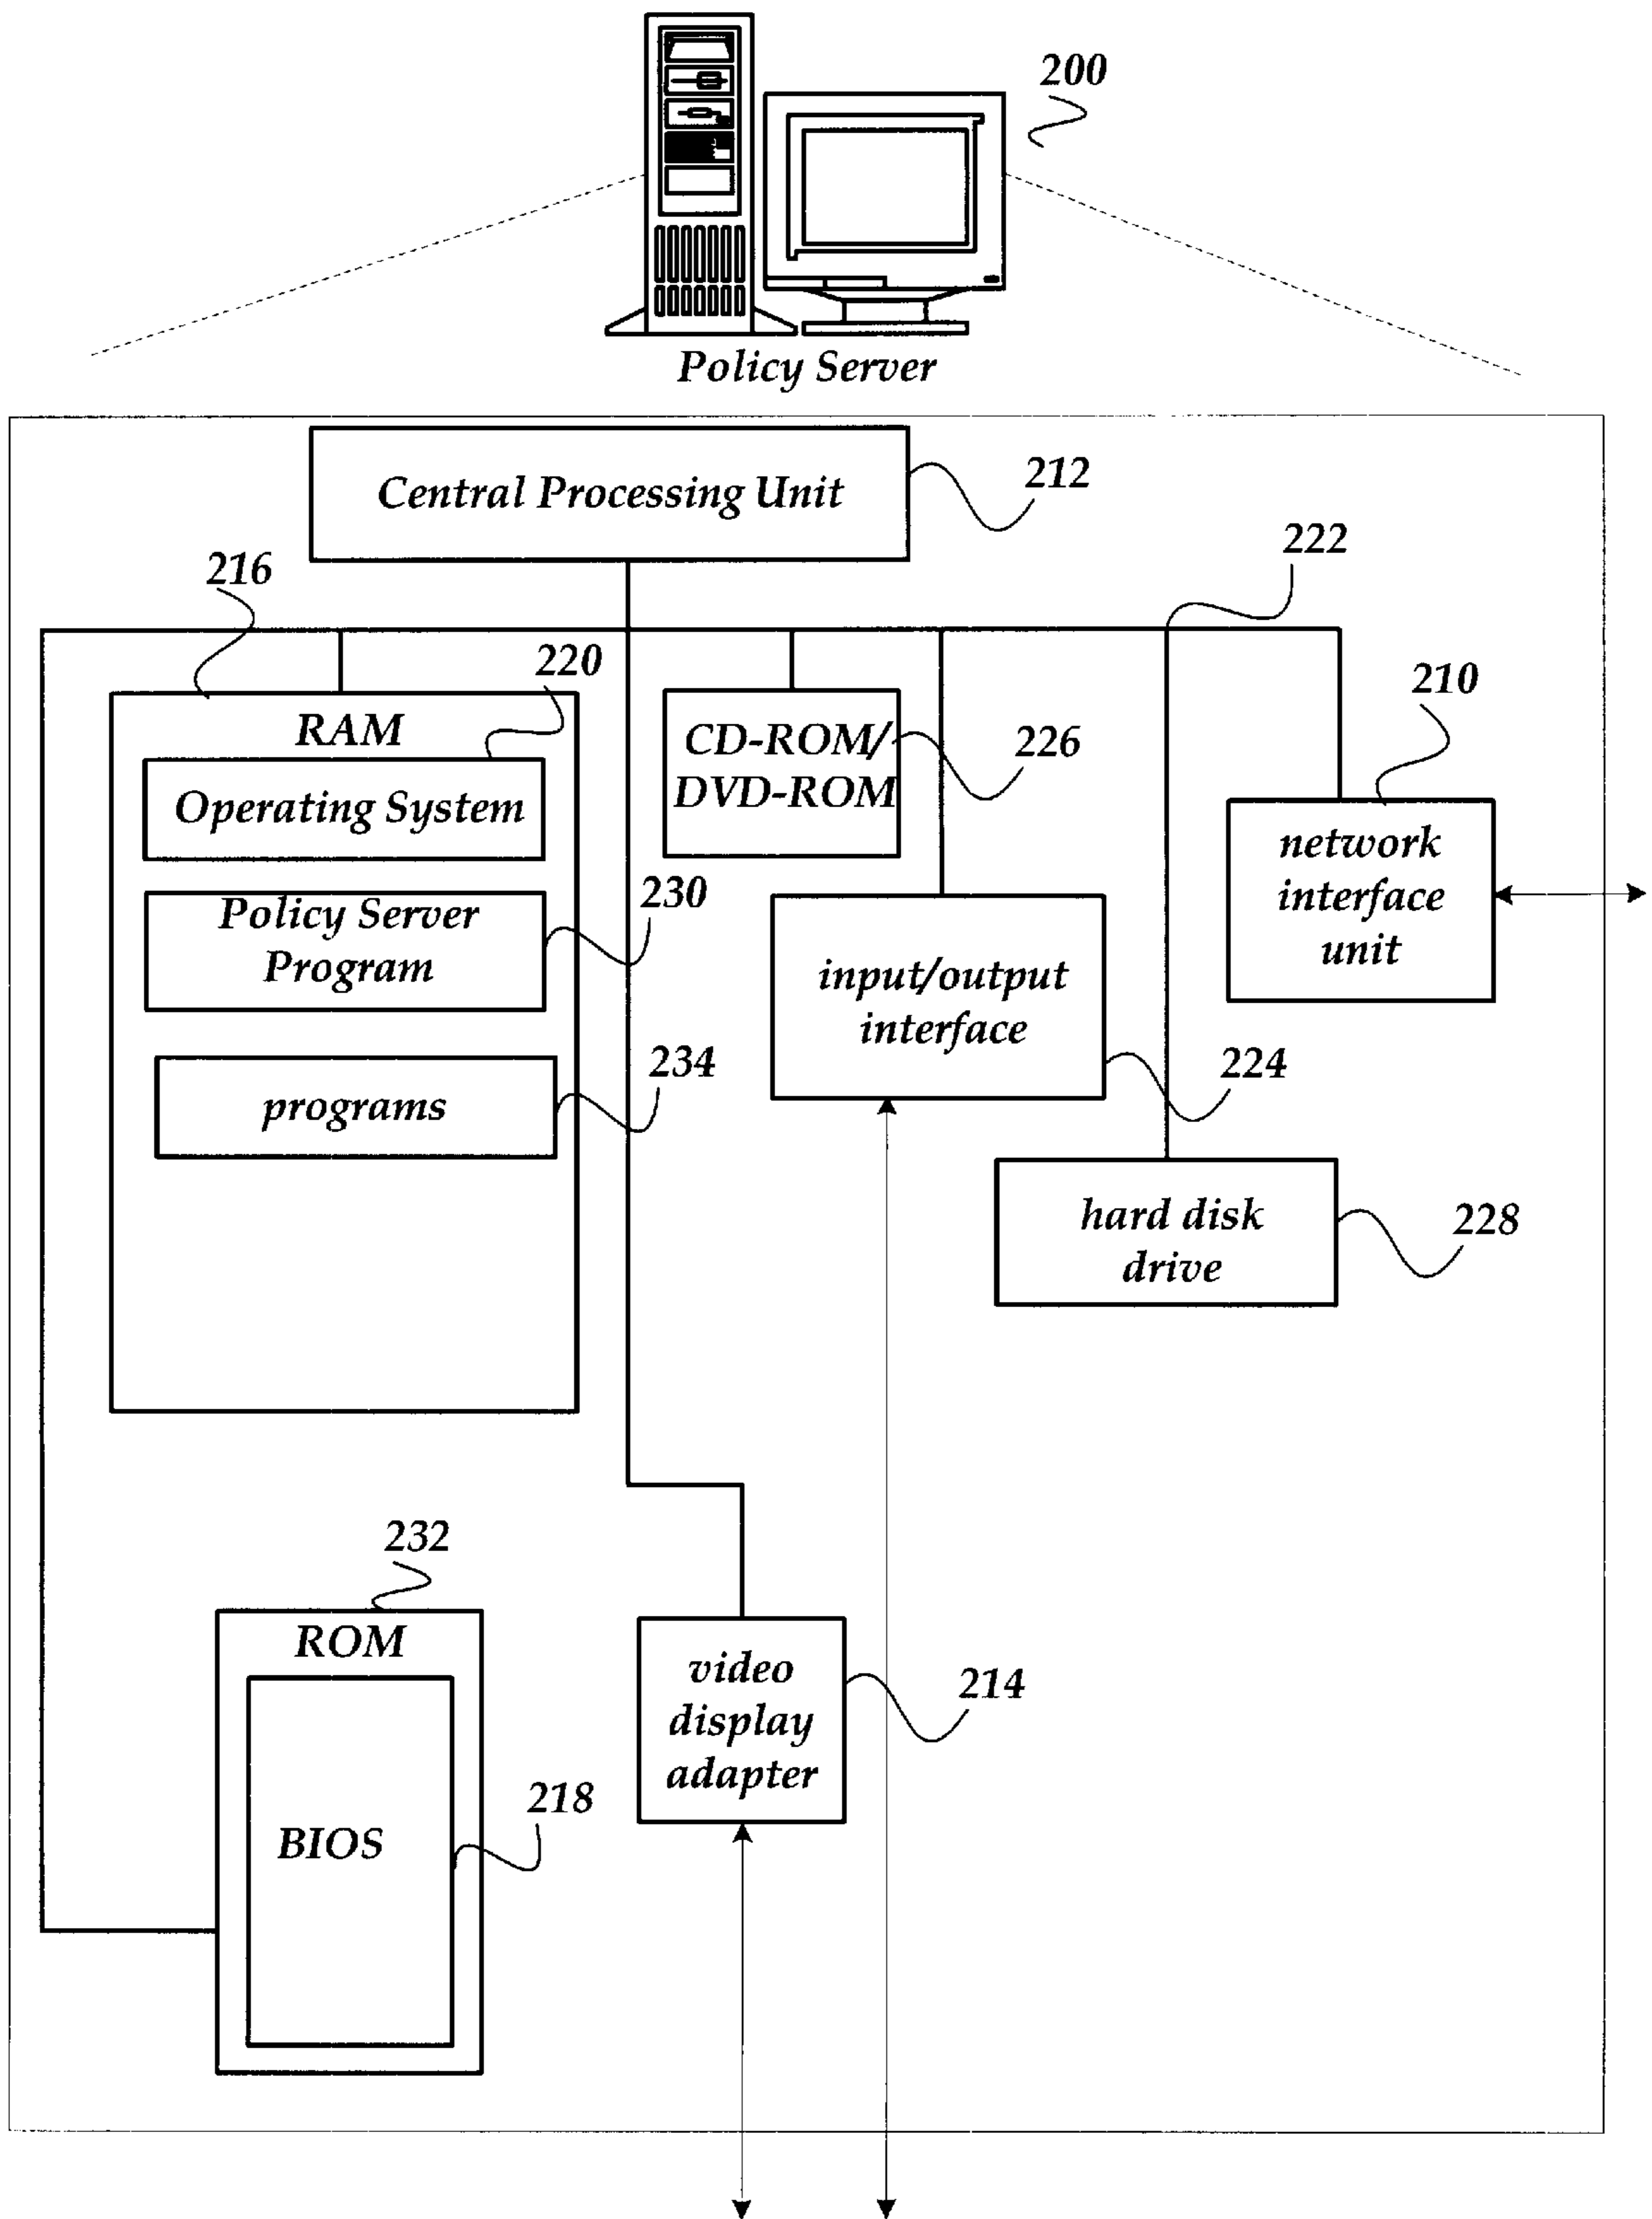 200
Policy Server
Central Processing Unit
212
222
216
220
210
RAM
Operating System
CD-ROM/
DVD-ROM
226
network
interface
unit
Policy Server
Program
230
input/output
interface
224
programs
234
hard disk
drive
228
232
ROM
BIOS
218
video
display
adapter
214